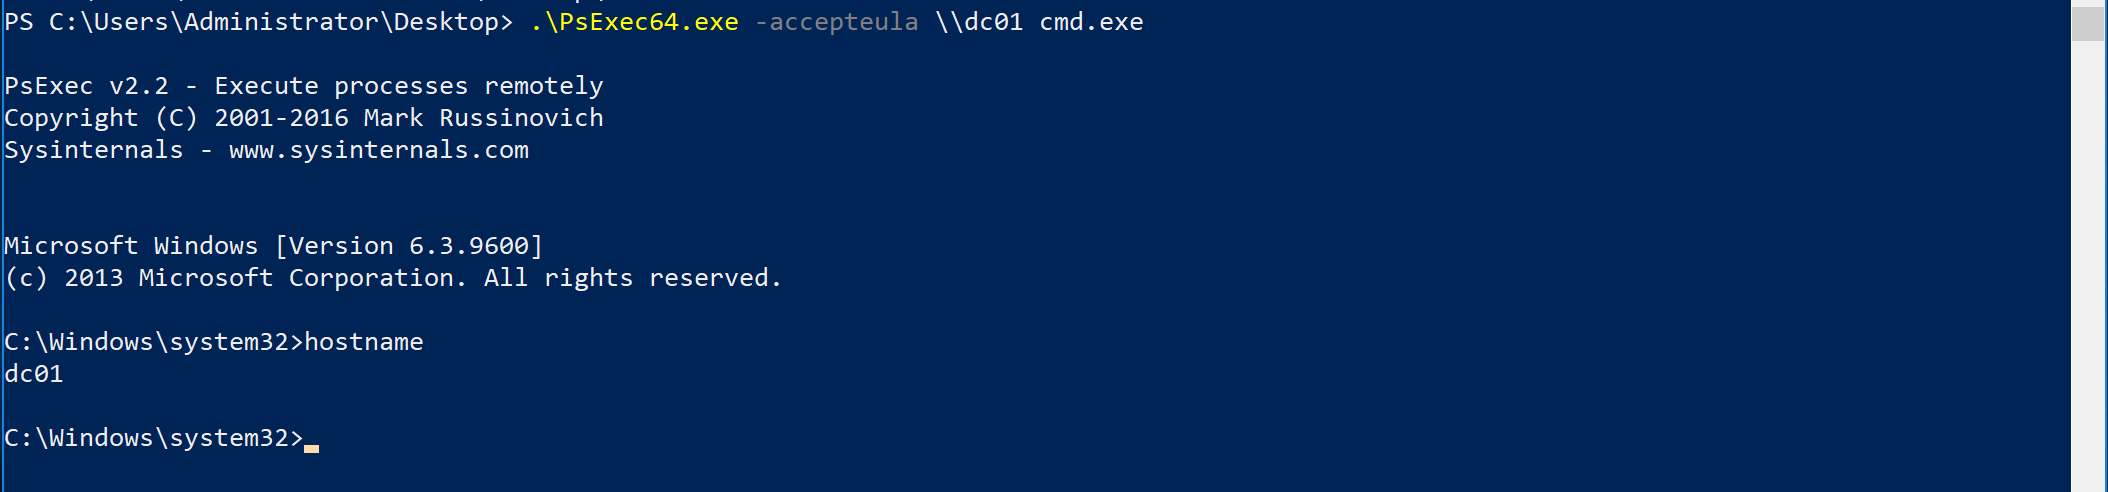 PS C:\Users\Administrator\Desktop> .\PsExec64.exe -accepteula \\dc01 cmd.exe
PsExec v2.2 - Execute processes remotely
Copyright (C) 2001-2016 Mark Russinovich
Sysinternals - www.sysinternals.com
Microsoft Windows [Version 6.3.9600]
(c) 2013 Microsoft Corporation. All rights reserved.
C:\Windows\system32>hostname
dc01
C:\Windows\system32>